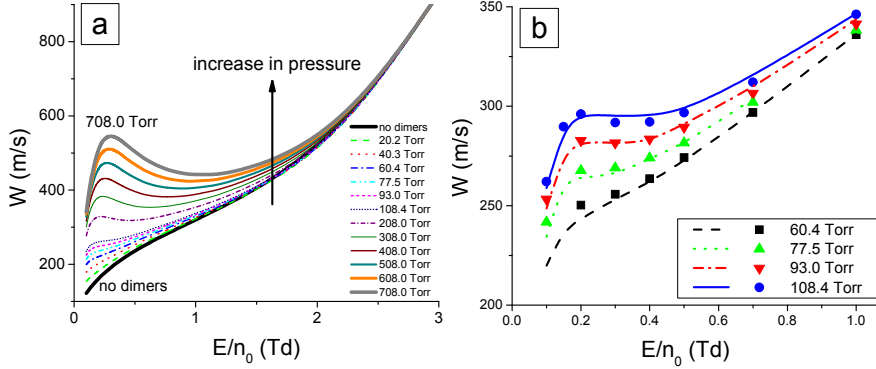 a
increase in pressure
708.0 Torr
no dimers
no dimers
20.2 Torr
40.3 Torr
60.4 Torr
77.5 Torr
93.0 Torr
108.4 Torr
208.0 Torr
308.0 Torr
408.0 Torr
508.0 Torr
608.0 Torr
708.0 Torr
W (m/s)
800
600
400
200
0
1
2
3
E/n₀ (Td)
b
W (m/s)
350
300
250
200
60.4 Torr
77.5 Torr
93.0 Torr
108.4 Torr
0.0
0.2
0.4
0.6
0.8
1.0
E/n₀ (Td)